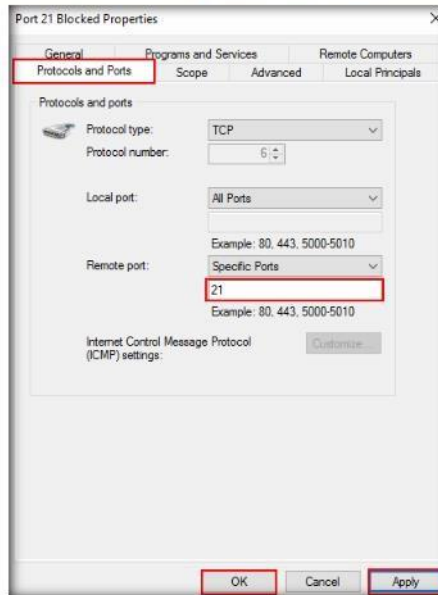 Port 21 Blocked Properties
General Programs and Services Remote Computers
Protocols and Ports Scope Advanced Local Principals
Protocols and ports
Protocol type: TCP
Protocol number: 6
Local port: All Ports
Example: 80, 443, 5000-5010
Remote port: Specific Ports
21
Example: 80, 443, 5000-5010
Internet Control Message Protocol
(ICMP) settings: Customize...
OK Cancel Apply